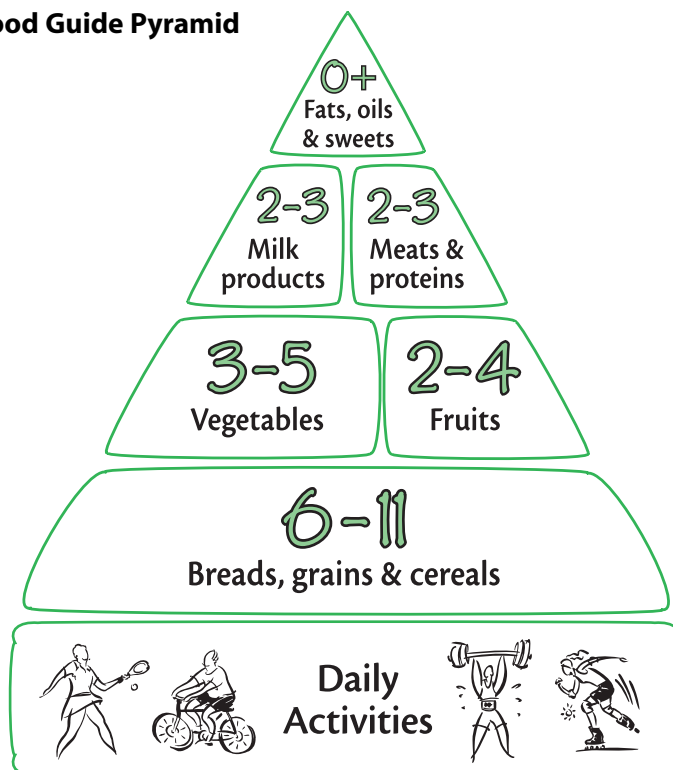 ood Guide Pyramid
0+
Fats, oils
& sweets
2-3
Milk
products
2-3
Meats &
proteins
3-5
Vegetables
2-4
Fruits
6-11
Breads, grains & cereals
Daily
Activities